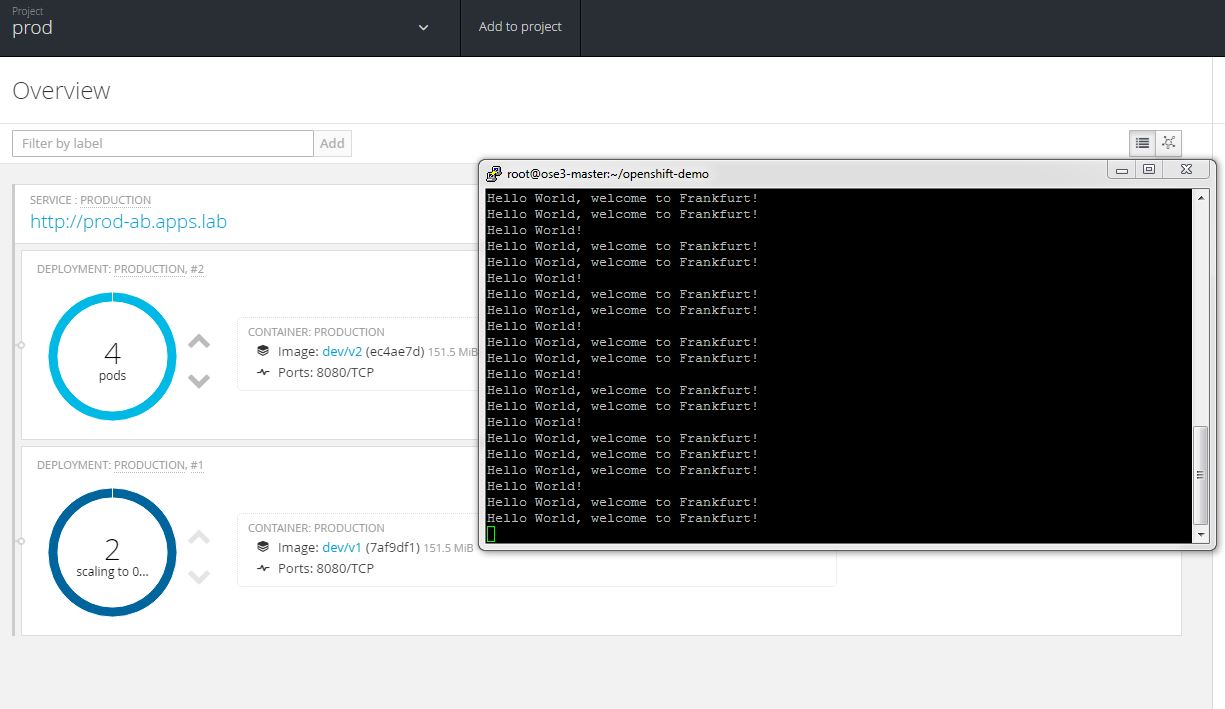 Project
prod
Add to project
Overview
Filter by label
Add
SERVICE : PRODUCTION
http://prod-ab.apps.lab
DEPLOYMENT: PRODUCTION, #2
4
pods
CONTAINER: PRODUCTION
Image: dev/v2 (ec4ae7d) 151.5 MiB
Ports: 8080/TCP
DEPLOYMENT: PRODUCTION, #1
2
scaling to 0...
CONTAINER: PRODUCTION
Image: dev/v1 (7af9df1) 151.5 MiB
Ports: 8080/TCP
root@ose3-master:~/openshift-demo
Hello World, welcome to Frankfurt!
Hello World, welcome to Frankfurt!
Hello World!
Hello World, welcome to Frankfurt!
Hello World, welcome to Frankfurt!
Hello World!
Hello World, welcome to Frankfurt!
Hello World, welcome to Frankfurt!
Hello World!
Hello World, welcome to Frankfurt!
Hello World, welcome to Frankfurt!
Hello World!
Hello World, welcome to Frankfurt!
Hello World, welcome to Frankfurt!
Hello World!
Hello World, welcome to Frankfurt!
Hello World, welcome to Frankfurt!
Hello World, welcome to Frankfurt!
Hello World!
Hello World, welcome to Frankfurt!
Hello World, welcome to Frankfurt!